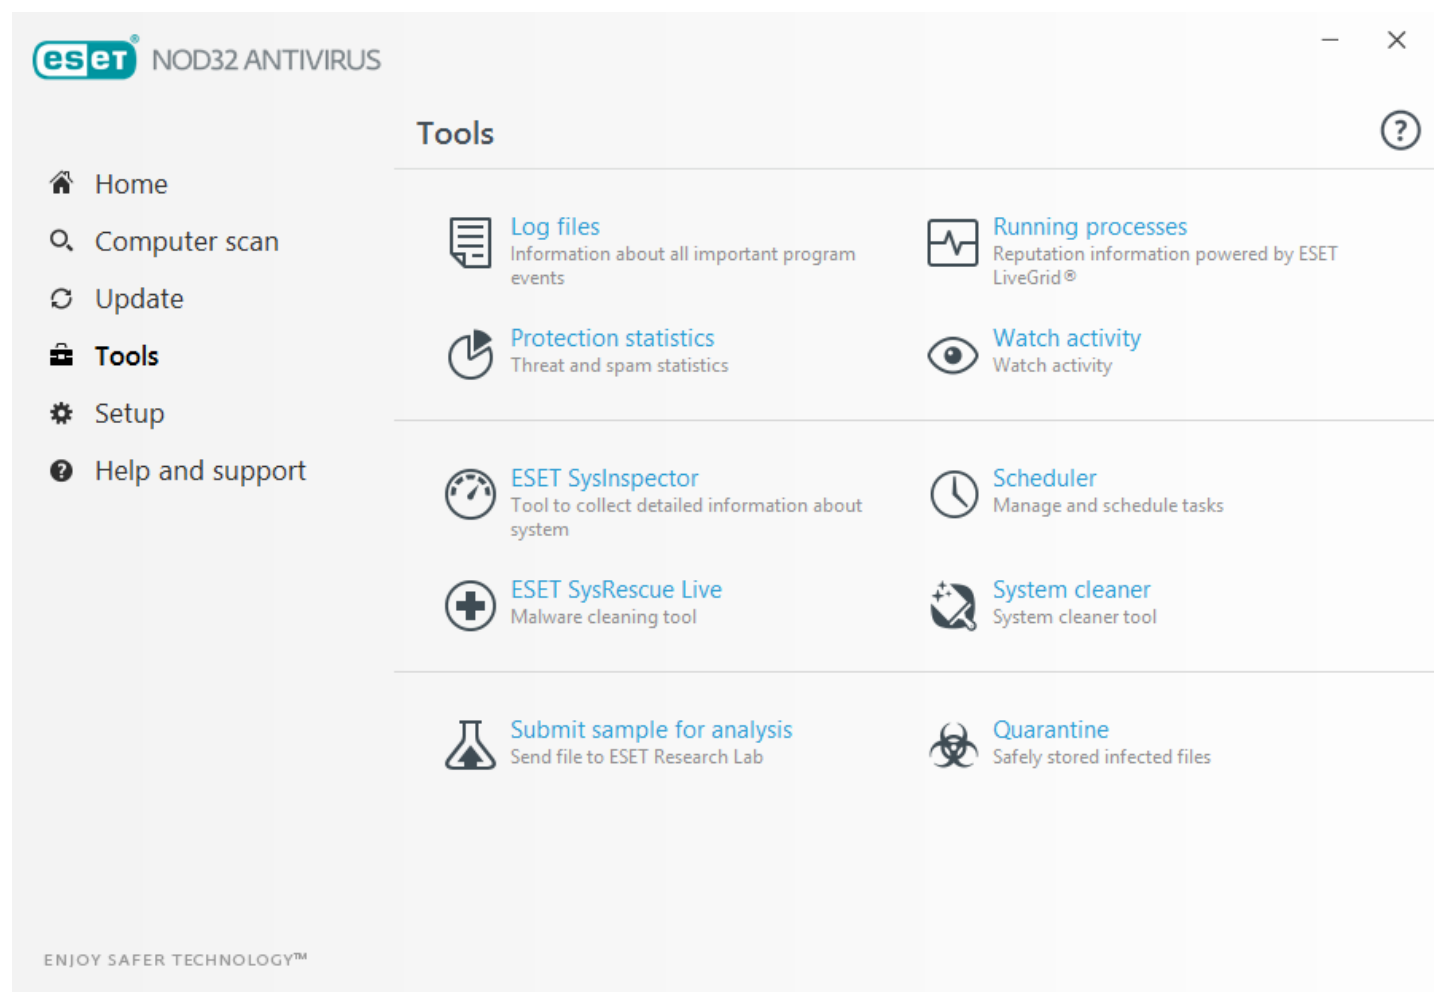 eset® NOD32 ANTIVIRUS
Tools
Home
Computer scan
Update
Tools
Setup
Help and support
Log files
Information about all important program
events
Running processes
Reputation information powered by ESET
LiveGrid®
Protection statistics
Threat and spam statistics
Watch activity
Watch activity
ESET SysInspector
Tool to collect detailed information about
system
Scheduler
Manage and schedule tasks
ESET SysRescue Live
Malware cleaning tool
System cleaner
System cleaner tool
Submit sample for analysis
Send file to ESET Research Lab
Quarantine
Safely stored infected files
ENJOY SAFER TECHNOLOGY™